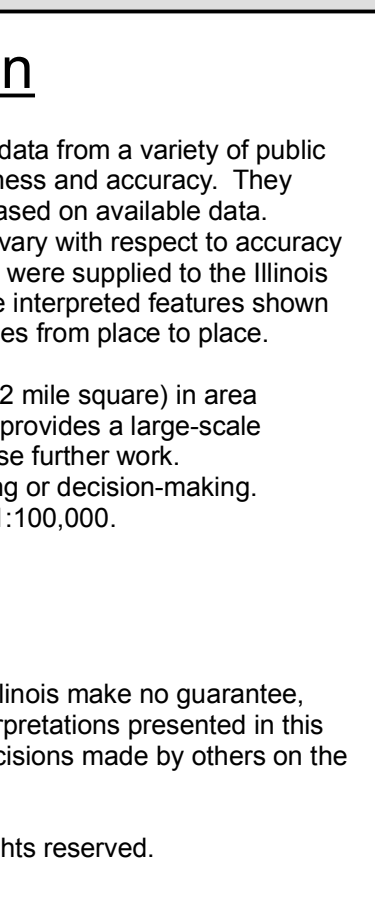 n
data from a variety of public
ness and accuracy.  They
ased on available data.
vary with respect to accuracy
were supplied to the Illinois
e interpreted features shown
es from place to place.
2 mile square) in area
provides a large-scale
se further work.
ng or decision-making.
1:100,000.
llinois make no guarantee,
rpretations presented in this
cisions made by others on the
hts reserved.